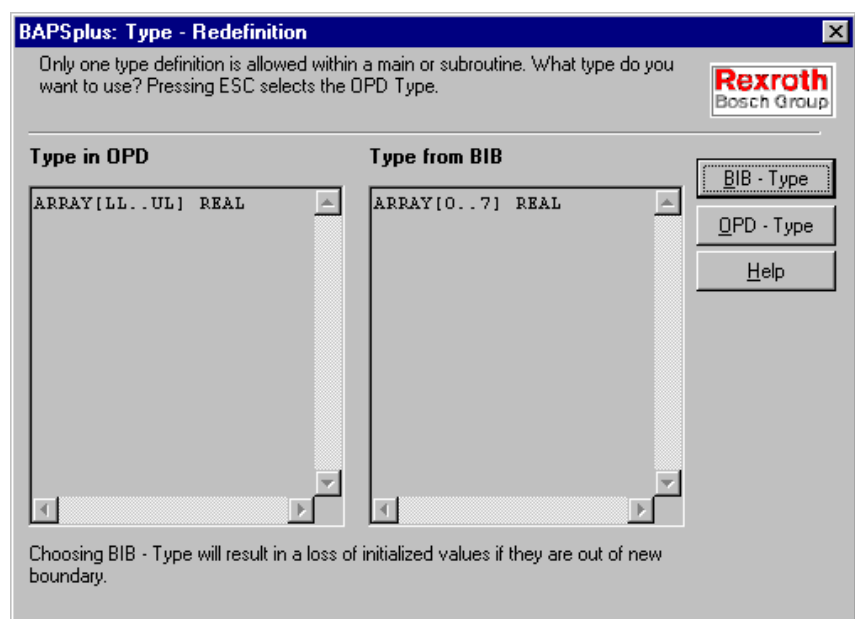 BAPSplus: Type - Redefinition
Only one type definition is allowed within a main or subroutine. What type do you
want to use? Pressing ESC selects the OPD Type.
Rexroth
Bosch Group
Type in OPD
Type from BIB
ARRAY[LL..UL] REAL
ARRAY[0..7] REAL
BIB - Type
OPD - Type
Help
Choosing BIB - Type will result in a loss of initialized values if they are out of new
boundary.